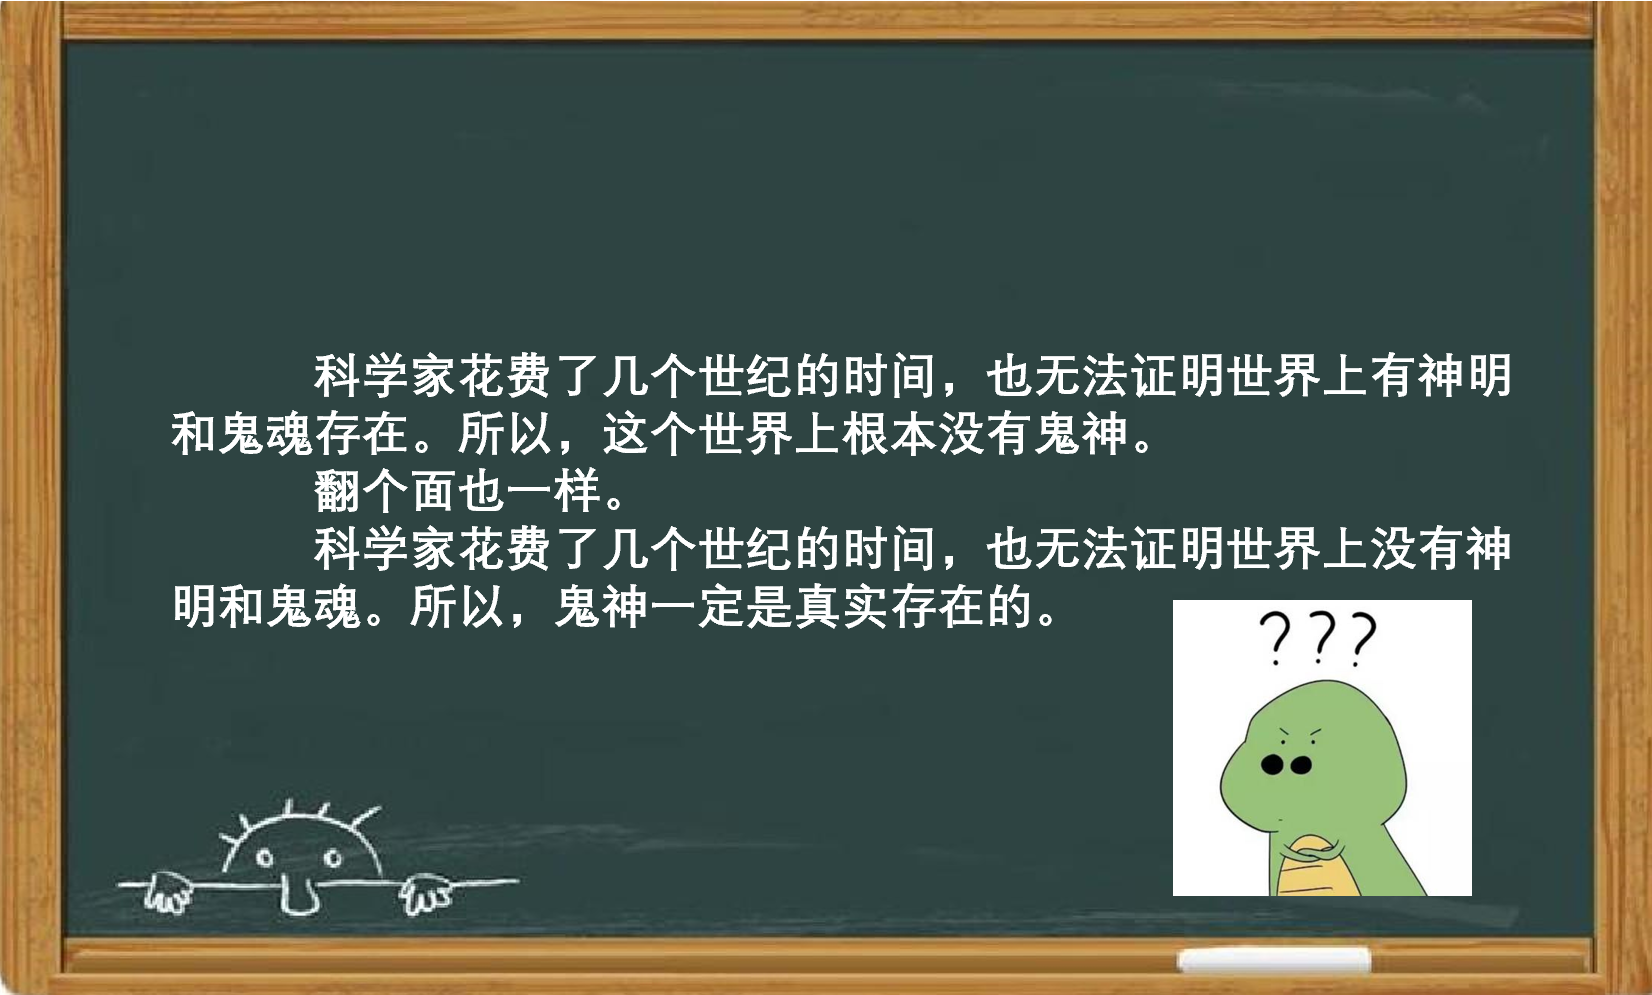 科学家花费了几个世纪的时间，也无法证明世界上有神明
和鬼魂存在。所以，这个世界上根本没有鬼神。
翻个面也一样。
科学家花费了几个世纪的时间，也无法证明世界上没有神
明和鬼魂。所以，鬼神一定是真实存在的。
???